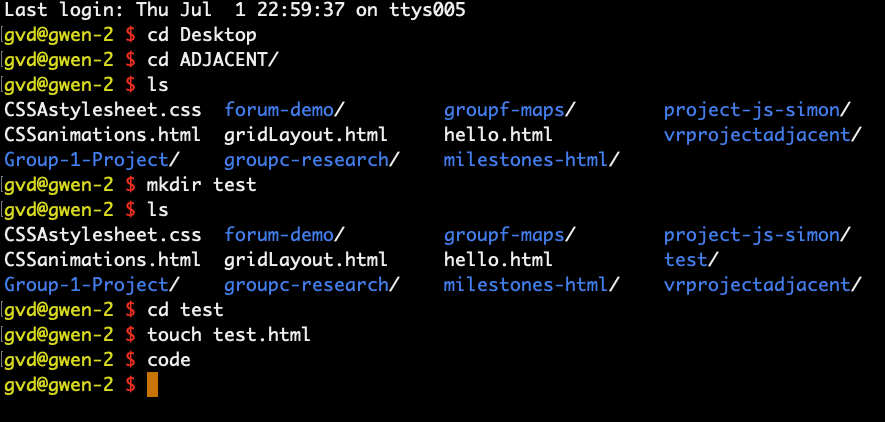 Last login: Thu Jul  1 22:59:37 on ttys005
[gvd@gwen-2 $ cd Desktop
[gvd@gwen-2 $ cd ADJACENT/
[gvd@gwen-2 $ ls
CSSAstylesheet.css  forum-demo/         groupf-maps/        project-js-simon/
CSSanimations.html  gridLayout.html     hello.html          vrprojectadjacent/
Group-1-Project/    groupc-research/    milestones-html/
[gvd@gwen-2 $ mkdir test
[gvd@gwen-2 $ ls
CSSAstylesheet.css  forum-demo/         groupf-maps/        project-js-simon/
CSSanimations.html  gridLayout.html     hello.html          test/
Group-1-Project/    groupc-research/    milestones-html/    vrprojectadjacent/
[gvd@gwen-2 $ cd test
[gvd@gwen-2 $ touch test.html
[gvd@gwen-2 $ code
gvd@gwen-2 $